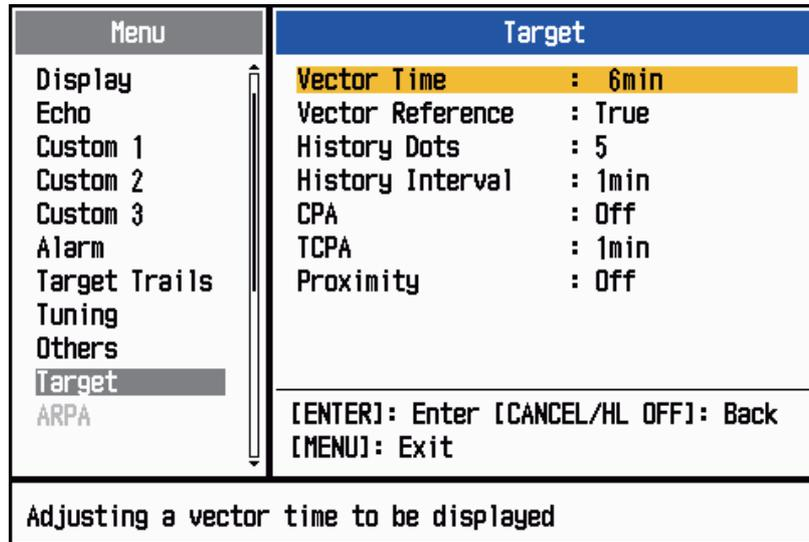 Menu
Display
Echo
Custom 1
Custom 2
Custom 3
Alarm
Target Trails
Tuning
Others
Target
ARPA
Target
Vector Time : 6min
Vector Reference : True
History Dots : 5
History Interval : 1min
CPA : Off
TCPA : 1min
Proximity : Off
[ENTER]: Enter [CANCEL/HL OFF]: Back
[MENU]: Exit
Adjusting a vector time to be displayed